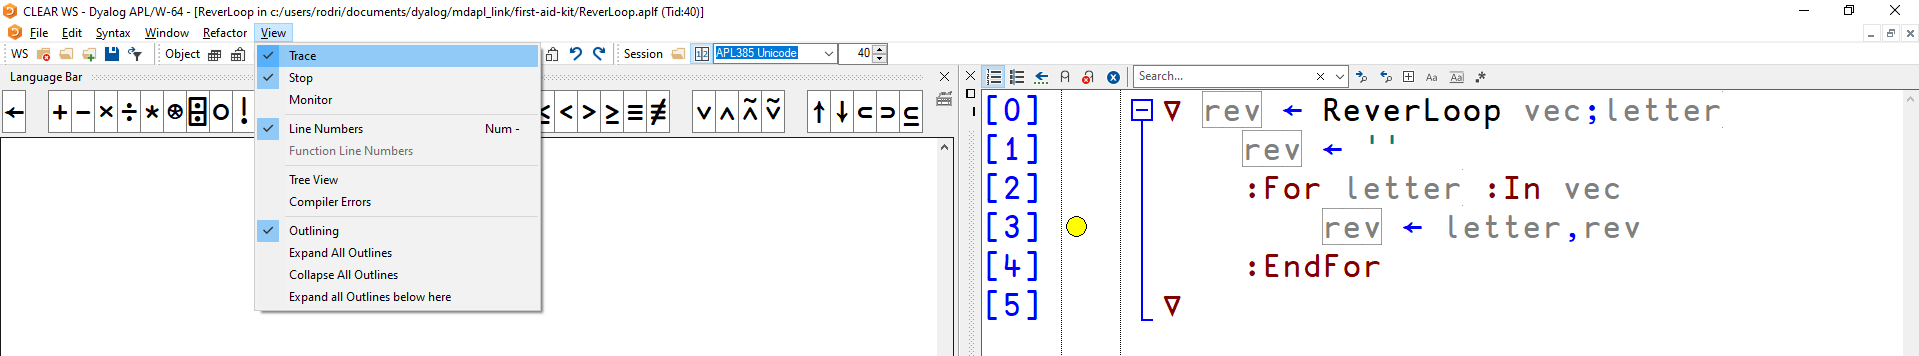 CLEAR WS - Dyalog APL/W-64 - [ReverLoop in c:/users/rodri/documents/dyalog/mdapl_link/first-aid-kit/ReverLoop.aplf (Tid:40)]
File Edit Syntax Window Refactor View
WS Object Session APL385 Unicode 40
Language Bar
← + − × ÷ * ⍟ ⌹ ○ ! < > ≥ ≡ ≢ ∨ ∧ ⍲ ⍱ ↑ ↓ ⊂ ⊃ ⊆
Trace
Stop
Monitor
Line Numbers Num -
Function Line Numbers
Tree View
Compiler Errors
Outlining
Expand All Outlines
Collapse All Outlines
Expand all Outlines below here
Search... Aa Aa .*
[0] ∇ rev ← ReverLoop vec;letter
[1] rev ← ''
[2] :For letter :In vec
[3] rev ← letter,rev
[4] :EndFor
[5] ∇